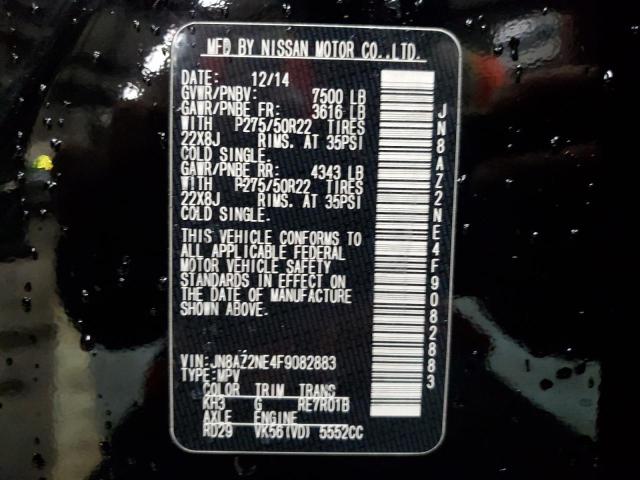 MFD BY NISSAN MOTOR CO.,LTD.
DATE: 12/14
GVWR/PNBV: 7500 LB
GAWR/PNBE FR: 3616 LB
WITH P275/50R22 TIRES
22X8J RIMS. AT 35PSI
COLD SINGLE.
GAWR/PNBE RR: 4343 LB
WITH P275/50R22 TIRES
22X8J RIMS. AT 35PSI
COLD SINGLE.
THIS VEHICLE CONFORMS TO
ALL APPLICABLE FEDERAL
MOTOR VEHICLE SAFETY
STANDARDS IN EFFECT ON
THE DATE OF MANUFACTURE
SHOWN ABOVE.
VIN:JN8AZ2NE4F9082883
TYPE:MPV
COLOR TRIM TRANS
KH3 G RE7R01B
AXLE ENGINE
RD29 VK56(VD) 5552CC
JN8AZ2NE4F9082883